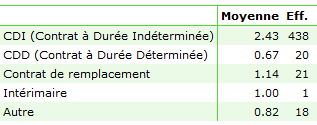 Moyenne Eff.
CDI (Contrat à Durée Indéterminée) 2.43 438
CDD (Contrat à Durée Déterminée) 0.67 20
Contrat de remplacement 1.14 21
Intérimaire 1.00 1
Autre 0.82 18